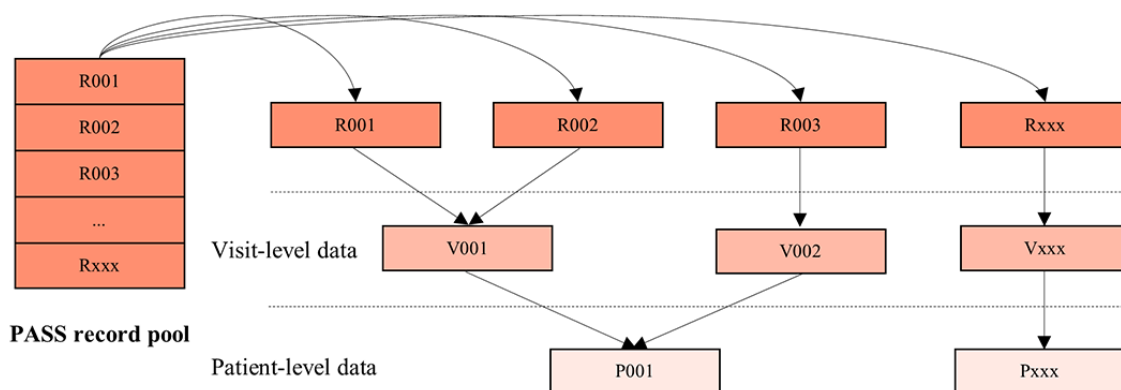 R001
R002
R003
...
Rxxx
PASS record pool
R001
R002
R003
Rxxx
Visit-level data
V001
V002
Vxxx
Patient-level data
P001
Pxxx